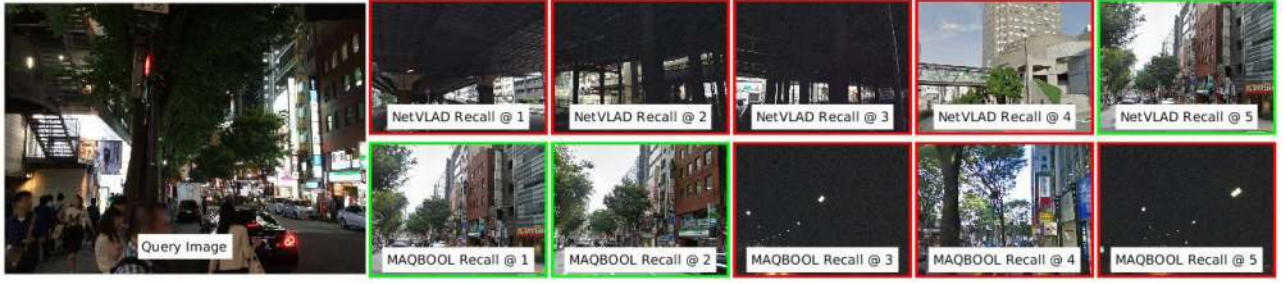 Query Image
NetVLAD Recall @ 1
NetVLAD Recall @ 2
NetVLAD Recall @ 3
NetVLAD Recall @ 4
NetVLAD Recall @ 5
MAQBOOL Recall @ 1
MAQBOOL Recall @ 2
MAQBOOL Recall @ 3
MAQBOOL Recall @ 4
MAQBOOL Recall @ 5